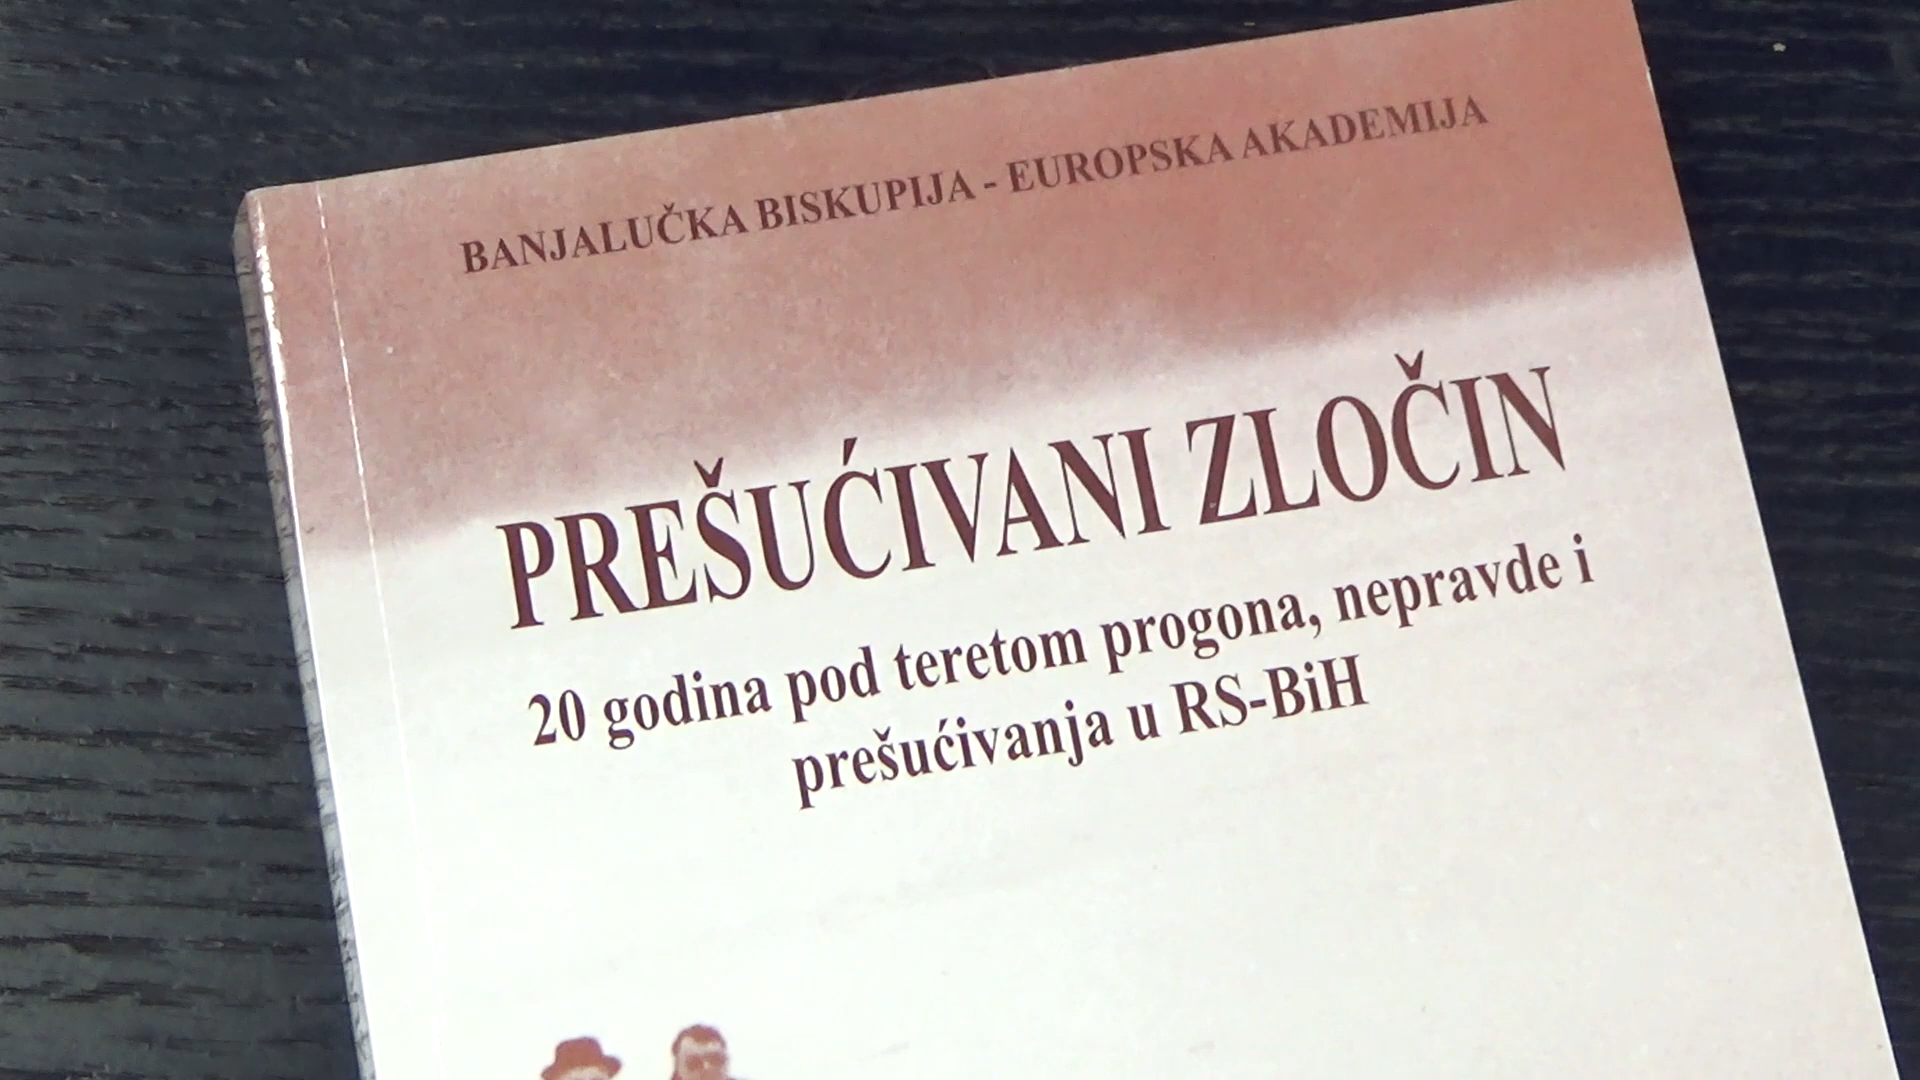 BANJALUČKA BISKUPIJA - EUROPSKA AKADEMIJA
PREŠUĆIVANI ZLOČIN
20 godina pod teretom progona, nepravde i
prešućivanja u RS-BiH